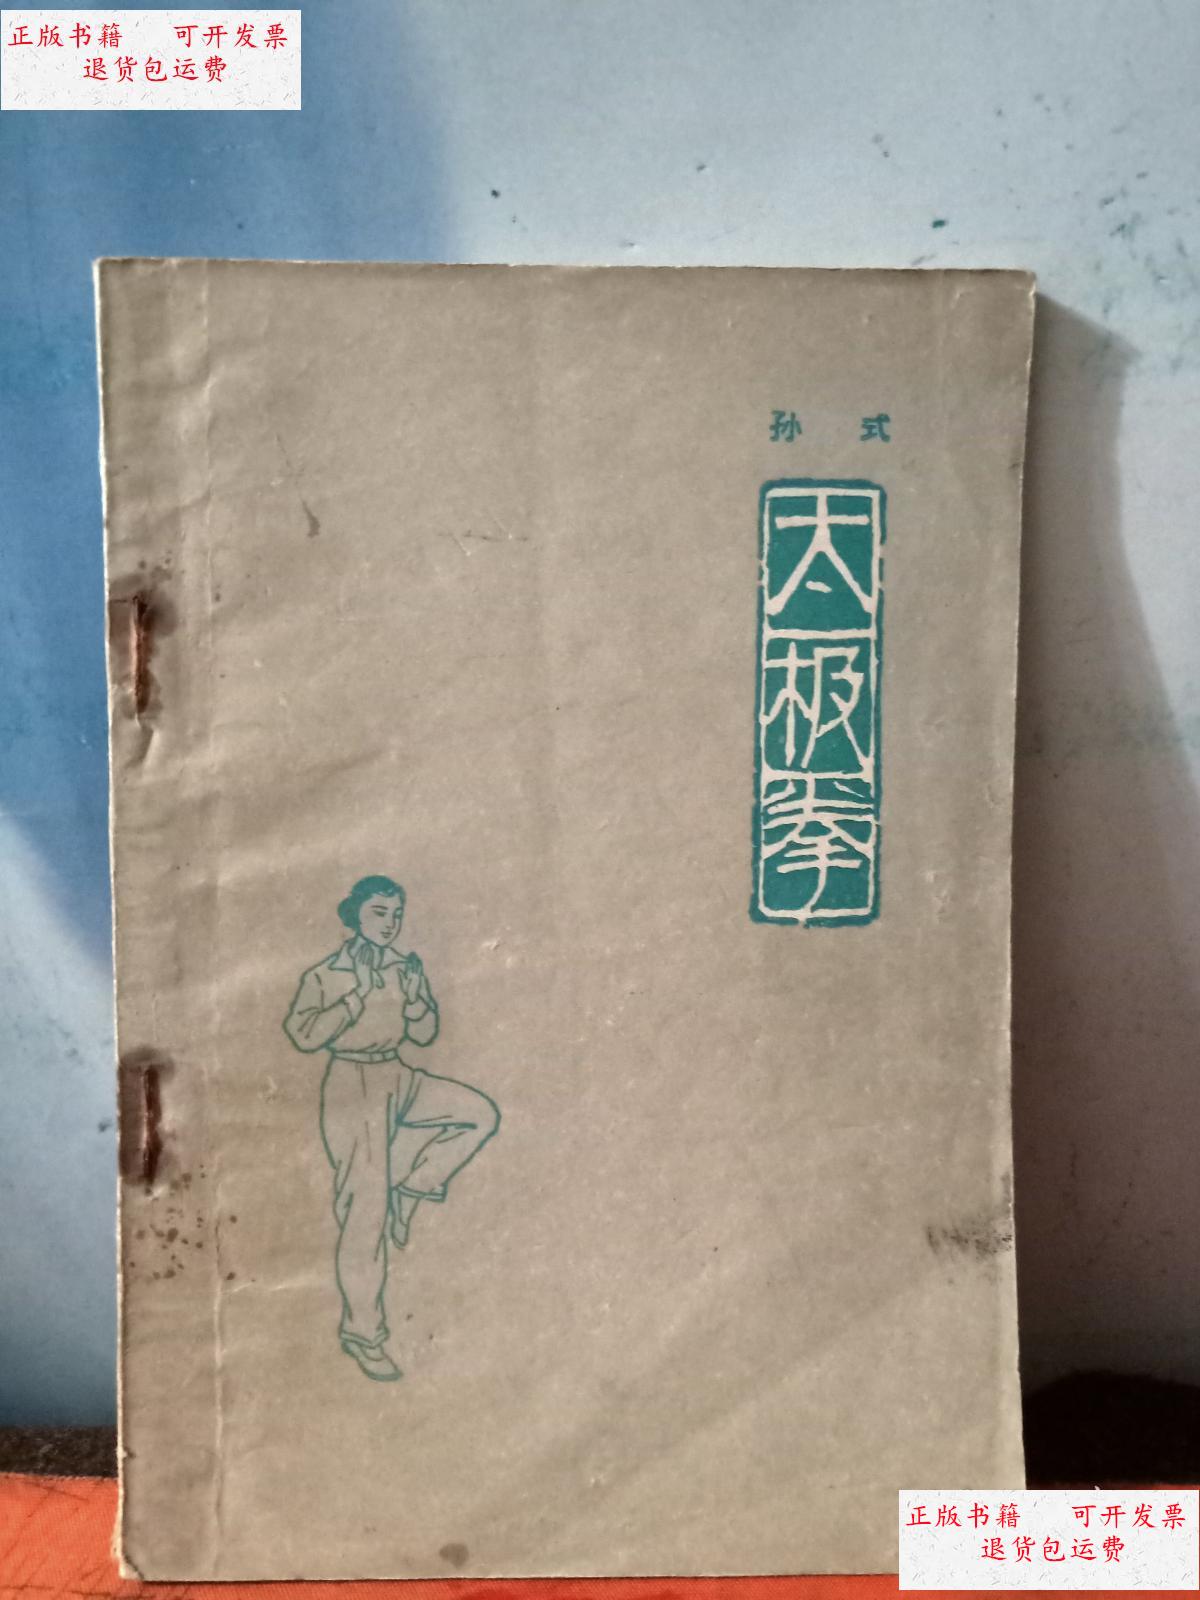 正版书籍 可开发票
退货包运费
孙 式
太极拳
正版书籍 可开发票
退货包运费